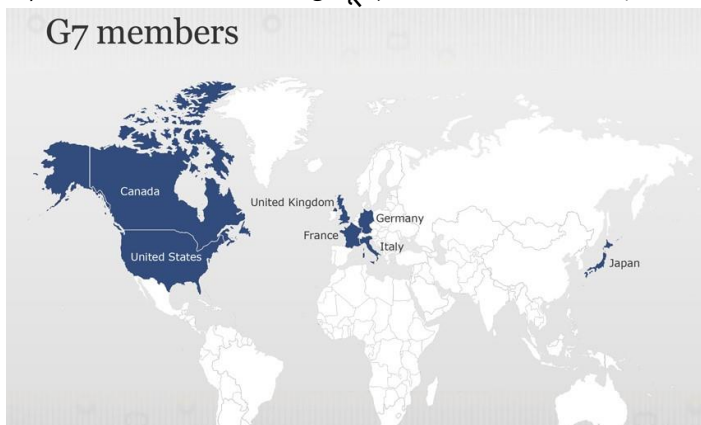 G7 members
Canada
United Kingdom
Germany
France
Italy
United States
Japan